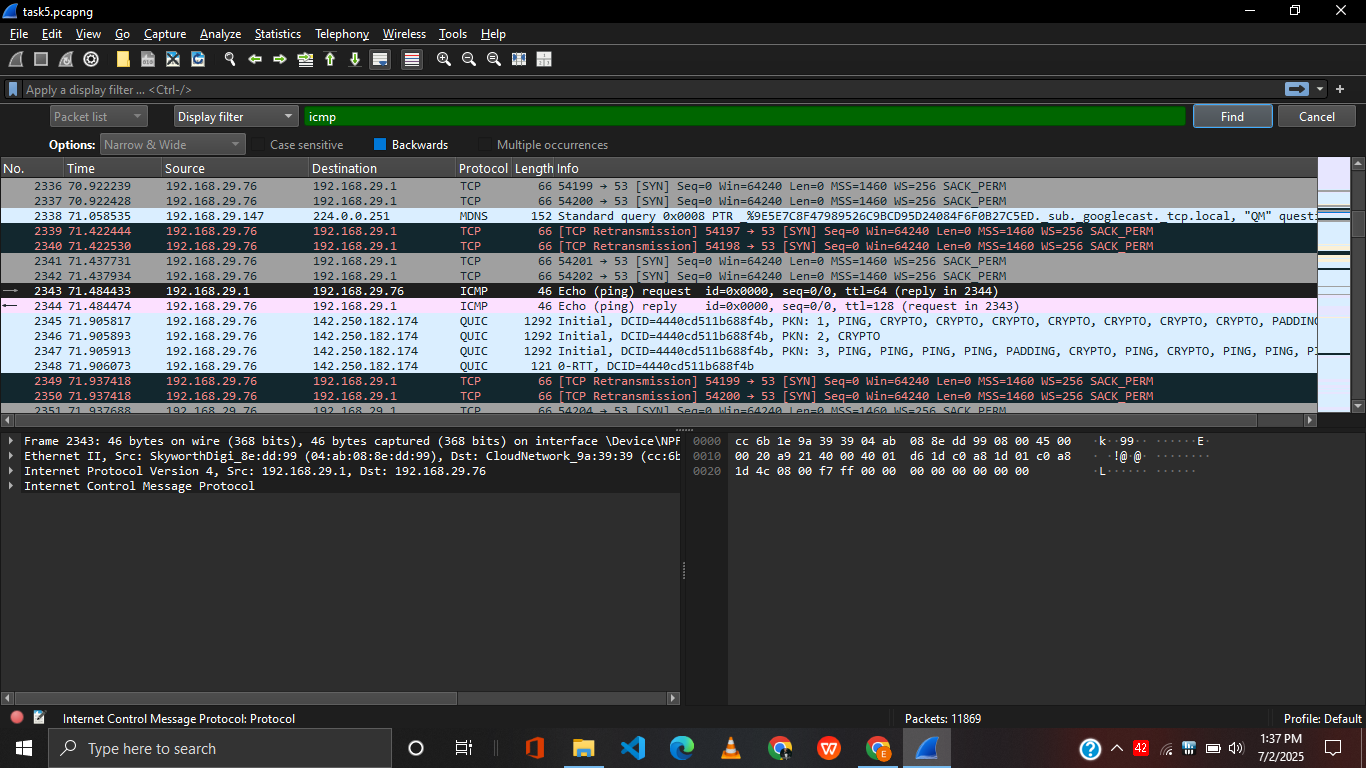 task5.pcapng
File Edit View Go Capture Analyze Statistics Telephony Wireless Tools Help
Apply a display filter ... <Ctrl-/>
Packet list Display filter icmp Find Cancel
Options: Narrow & Wide Case sensitive Backwards Multiple occurrences
No. Time Source Destination Protocol Length Info
2336 70.922239 192.168.29.76 192.168.29.1 TCP 66 54199 → 53 [SYN] Seq=0 Win=64240 Len=0 MSS=1460 WS=256 SACK_PERM
2337 70.922428 192.168.29.76 192.168.29.1 TCP 66 54200 → 53 [SYN] Seq=0 Win=64240 Len=0 MSS=1460 WS=256 SACK_PERM
2338 71.058535 192.168.29.147 224.0.0.251 MDNS 152 Standard query 0x0008 PTR _%9E5E7C8F47989526C9BCD95D24084F6F0B27C5ED._sub._googlecast._tcp.local, "QM" questi
2339 71.422444 192.168.29.76 192.168.29.1 TCP 66 [TCP Retransmission] 54197 → 53 [SYN] Seq=0 Win=64240 Len=0 MSS=1460 WS=256 SACK_PERM
2340 71.422530 192.168.29.76 192.168.29.1 TCP 66 [TCP Retransmission] 54198 → 53 [SYN] Seq=0 Win=64240 Len=0 MSS=1460 WS=256 SACK_PERM
2341 71.437731 192.168.29.76 192.168.29.1 TCP 66 54201 → 53 [SYN] Seq=0 Win=64240 Len=0 MSS=1460 WS=256 SACK_PERM
2342 71.437934 192.168.29.76 192.168.29.1 TCP 66 54202 → 53 [SYN] Seq=0 Win=64240 Len=0 MSS=1460 WS=256 SACK_PERM
2343 71.484433 192.168.29.1 192.168.29.76 ICMP 46 Echo (ping) request id=0x0000, seq=0/0, ttl=64 (reply in 2344)
2344 71.484474 192.168.29.76 192.168.29.1 ICMP 46 Echo (ping) reply id=0x0000, seq=0/0, ttl=128 (request in 2343)
2345 71.905817 192.168.29.76 142.250.182.174 QUIC 1292 Initial, DCID=4440cd511b688f4b, PKN: 1, PING, CRYPTO, CRYPTO, CRYPTO, CRYPTO, CRYPTO, CRYPTO, CRYPTO, PADDING
2346 71.905893 192.168.29.76 142.250.182.174 QUIC 1292 Initial, DCID=4440cd511b688f4b, PKN: 2, CRYPTO
2347 71.905913 192.168.29.76 142.250.182.174 QUIC 1292 Initial, DCID=4440cd511b688f4b, PKN: 3, PING, PING, PING, PING, PADDING, CRYPTO, PING, CRYPTO, PING, PING, PI
2348 71.906073 192.168.29.76 142.250.182.174 QUIC 121 0-RTT, DCID=4440cd511b688f4b
2349 71.937418 192.168.29.76 192.168.29.1 TCP 66 [TCP Retransmission] 54199 → 53 [SYN] Seq=0 Win=64240 Len=0 MSS=1460 WS=256 SACK_PERM
2350 71.937418 192.168.29.76 192.168.29.1 TCP 66 [TCP Retransmission] 54200 → 53 [SYN] Seq=0 Win=64240 Len=0 MSS=1460 WS=256 SACK_PERM
2351 71.937688 192.168.29.76 192.168.29.1 TCP 66 54204 → 53 [SYN] Seq=0 Win=64240 Len=0 MSS=1460 WS=256 SACK_PERM
Frame 2343: 46 bytes on wire (368 bits), 46 bytes captured (368 bits) on interface \Device\NPF
Ethernet II, Src: SkyworthDigi_8e:dd:99 (04:ab:08:8e:dd:99), Dst: CloudNetwork_9a:39:39 (cc:6b
Internet Protocol Version 4, Src: 192.168.29.1, Dst: 192.168.29.76
Internet Control Message Protocol
0000 cc 6b 1e 9a 39 39 04 ab 08 8e dd 99 08 00 45 00 ·k··99·· ······E·
0010 00 20 a9 21 40 00 40 01 d6 1d c0 a8 1d 01 c0 a8 · ·!@·@· ········
0020 1d 4c 08 00 f7 ff 00 00 00 00 00 00 00 00 ·L······ ······
Internet Control Message Protocol: Protocol
Packets: 11869
Profile: Default
Type here to search
42
1:37 PM
7/2/2025